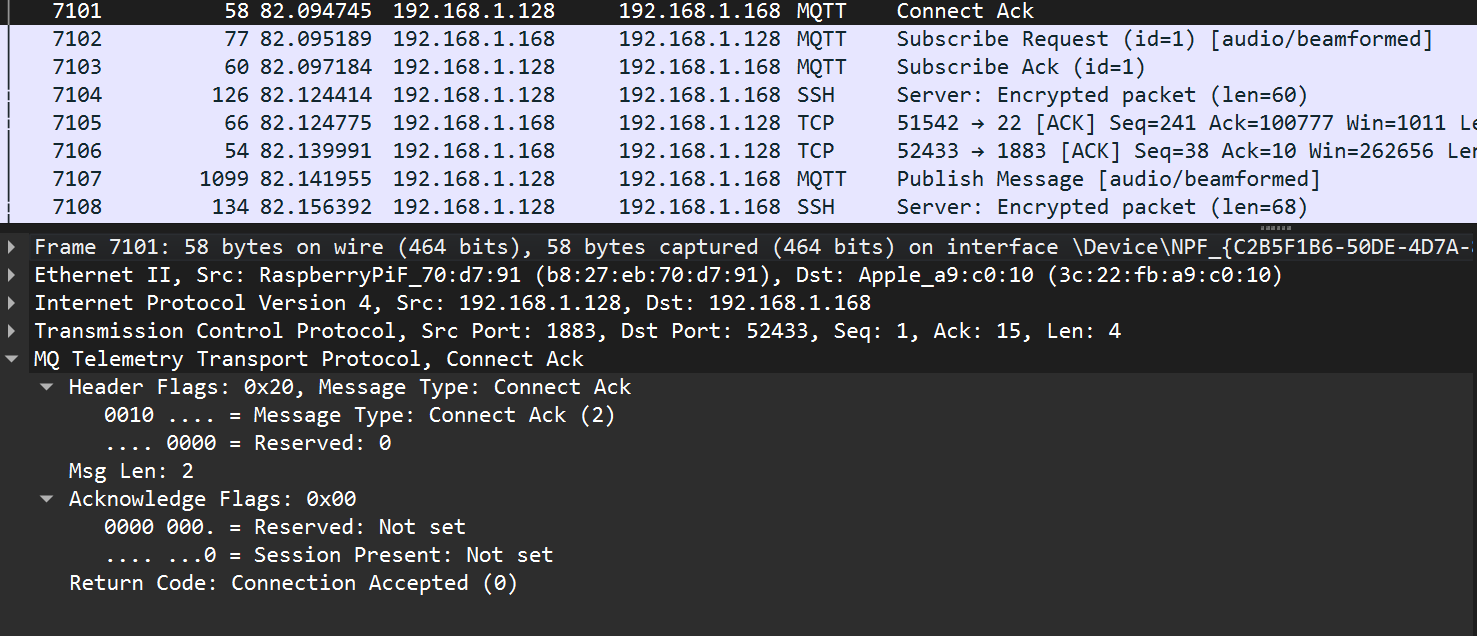 7101 58 82.094745 192.168.1.128 192.168.1.168 MQTT Connect Ack
7102 77 82.095189 192.168.1.168 192.168.1.128 MQTT Subscribe Request (id=1) [audio/beamformed]
7103 60 82.097184 192.168.1.128 192.168.1.168 MQTT Subscribe Ack (id=1)
7104 126 82.124414 192.168.1.128 192.168.1.168 SSH Server: Encrypted packet (len=60)
7105 66 82.124775 192.168.1.168 192.168.1.128 TCP 51542 → 22 [ACK] Seq=241 Ack=100777 Win=1011 Le
7106 54 82.139991 192.168.1.168 192.168.1.128 TCP 52433 → 1883 [ACK] Seq=38 Ack=10 Win=262656 Len
7107 1099 82.141955 192.168.1.128 192.168.1.168 MQTT Publish Message [audio/beamformed]
7108 134 82.156392 192.168.1.128 192.168.1.168 SSH Server: Encrypted packet (len=68)
Frame 7101: 58 bytes on wire (464 bits), 58 bytes captured (464 bits) on interface \Device\NPF_{C2B5F1B6-50DE-4D7A-
Ethernet II, Src: RaspberryPiF_70:d7:91 (b8:27:eb:70:d7:91), Dst: Apple_a9:c0:10 (3c:22:fb:a9:c0:10)
Internet Protocol Version 4, Src: 192.168.1.128, Dst: 192.168.1.168
Transmission Control Protocol, Src Port: 1883, Dst Port: 52433, Seq: 1, Ack: 15, Len: 4
MQ Telemetry Transport Protocol, Connect Ack
Header Flags: 0x20, Message Type: Connect Ack
0010 .... = Message Type: Connect Ack (2)
.... 0000 = Reserved: 0
Msg Len: 2
Acknowledge Flags: 0x00
0000 000. = Reserved: Not set
.... ...0 = Session Present: Not set
Return Code: Connection Accepted (0)